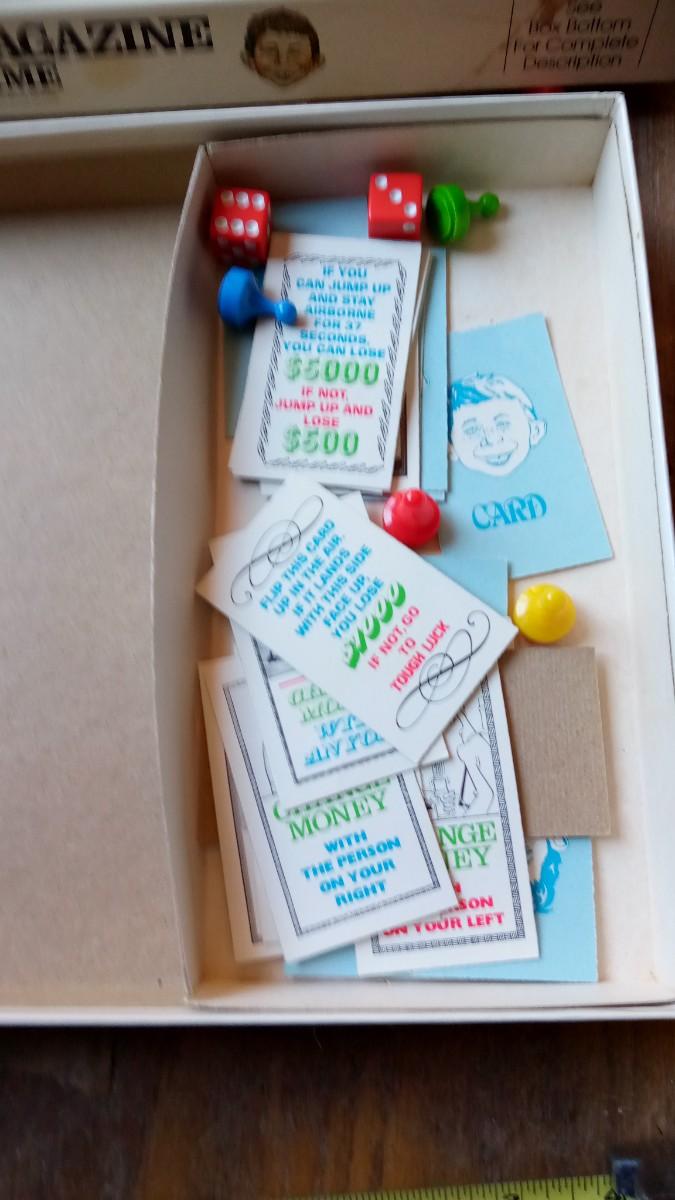 AGAZINE
ME
See
Box Bottom
For Complete
Description
IF YOU
CAN JUMP UP
AND STAY
AIRBORNE
FOR 37
SECONDS,
YOU CAN LOSE
$5000
IF NOT,
JUMP UP AND
LOSE
$500
CARD
FLIP THIS CARD
UP IN THE AIR.
IF IT LANDS
WITH THIS SIDE
FACE UP,
YOU LOSE
$1000
IF NOT, GO
TO
TOUGH LUCK
CHANGE
MONEY
WITH
THE PERSON
ON YOUR
RIGHT
NGE
EY
SON
ON YOUR LEFT